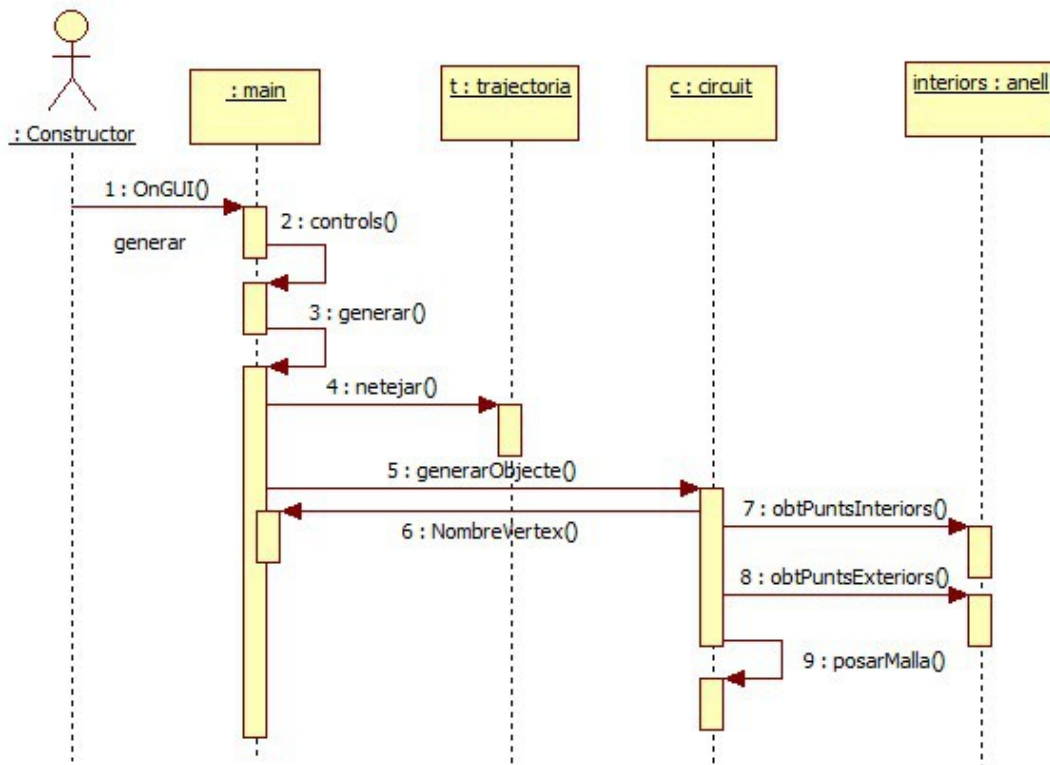 : Constructor
: main
t : trajectoria
c : circuit
interiors : anell
1 : OnGUI()
generar
2 : controls()
3 : generar()
4 : netejar()
5 : generarObjecte()
6 : NombreVertex()
7 : obtPuntsInteriors()
8 : obtPuntsExteriors()
9 : posarMalla()